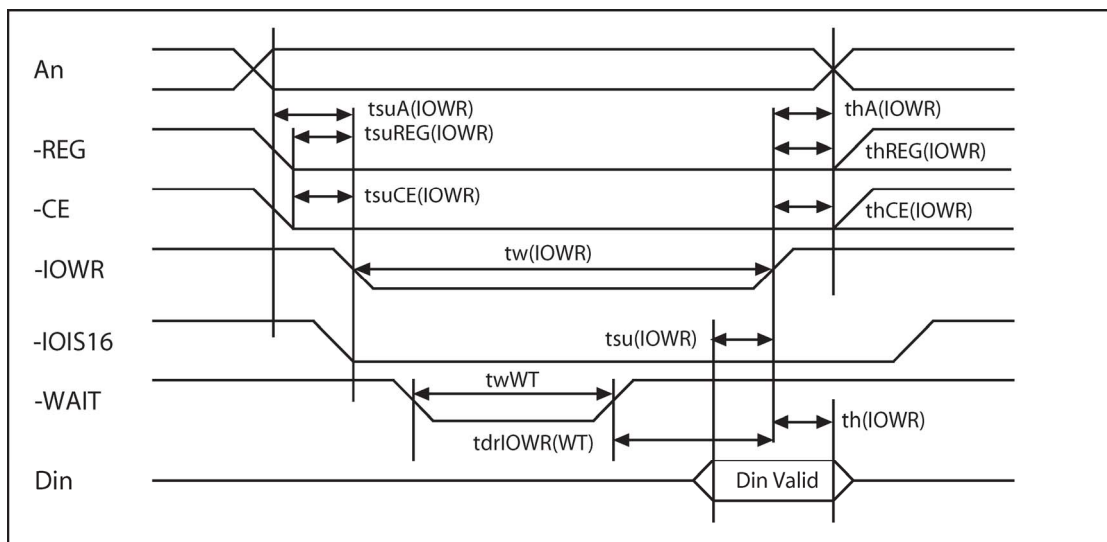 An
tsuA(IOWR)
thA(IOWR)
tsuREG(IOWR)
-REG
thREG(IOWR)
tsuCE(IOWR)
-CE
thCE(IOWR)
tw(IOWR)
-IOWR
tsu(IOWR)
-IOIS16
twWT
-WAIT
th(IOWR)
tdrIOWR(WT)
Din
Din Valid